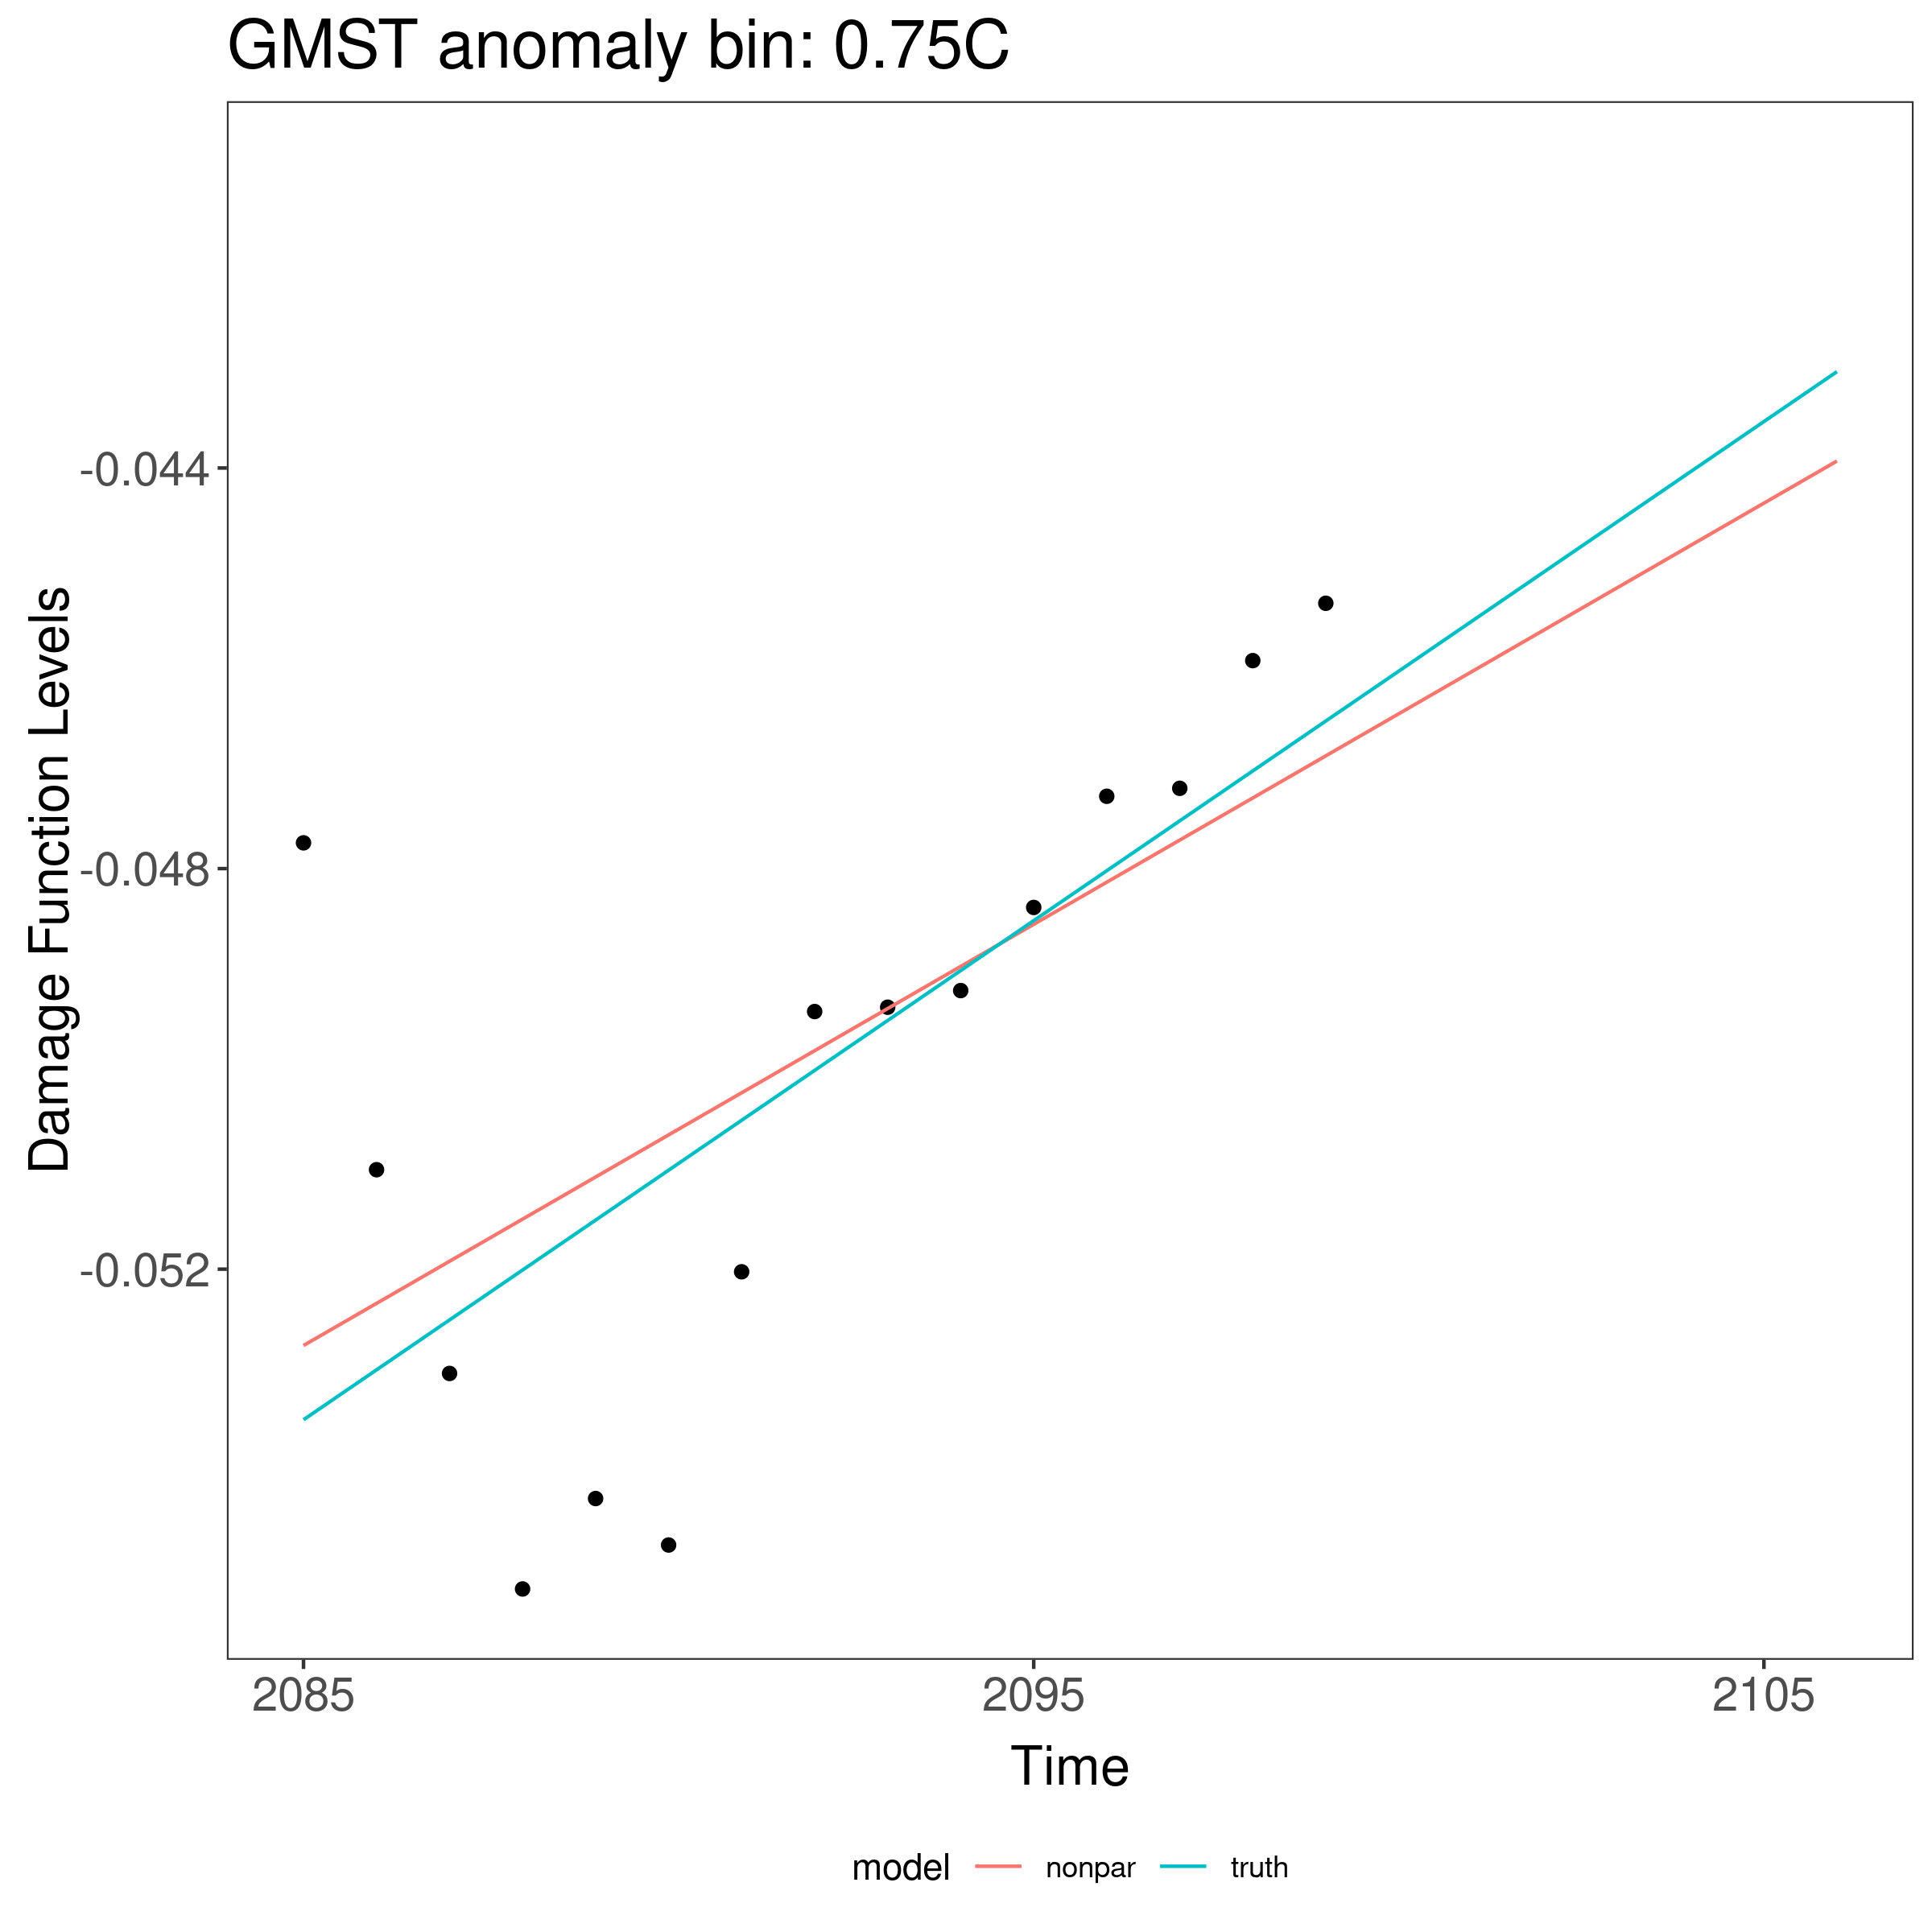 GMST anomaly bin: 0.75C
Damage Function Levels
-0.044
-0.048
-0.052
2085 2095 2105
Time
model nonpar truth